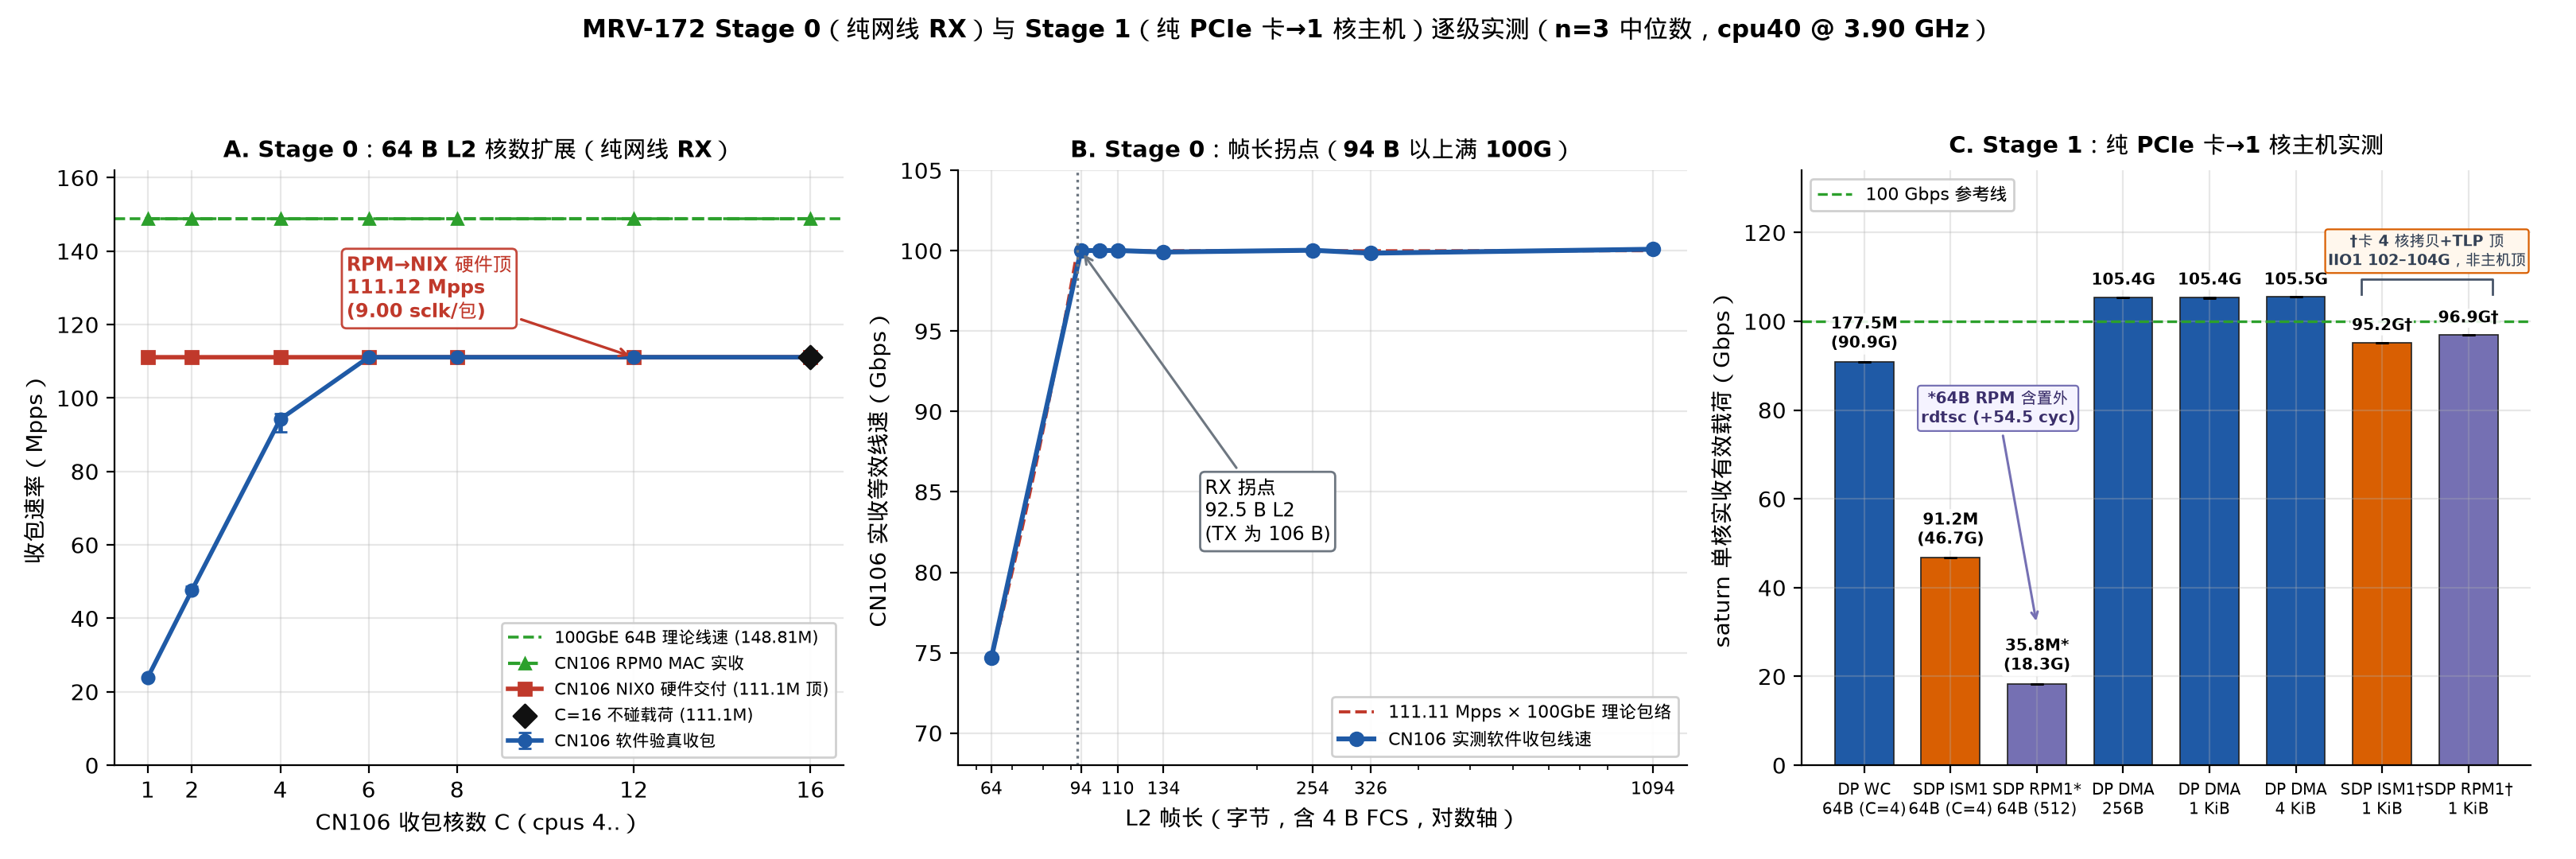 MRV-172 Stage 0（纯网线 RX）与 Stage 1（纯 PCIe 卡→1 核主机）逐级实测（n=3 中位数，cpu40 @ 3.90 GHz）
A. Stage 0：64 B L2 核数扩展（纯网线 RX）
收包速率（Mpps）
160
140
120
100
80
60
40
20
0
RPM→NIX 硬件顶
111.12 Mpps
(9.00 sclk/包)
100GbE 64B 理论线速 (148.81M)
CN106 RPM0 MAC 实收
CN106 NIX0 硬件交付 (111.1M 顶)
C=16 不碰载荷 (111.1M)
CN106 软件验真收包
1 2 4 6 8 12 16
CN106 收包核数 C（cpus 4..）
B. Stage 0：帧长拐点（94 B 以上满 100G）
CN106 实收等效线速（Gbps）
105
100
95
90
85
80
75
70
RX 拐点
92.5 B L2
(TX 为 106 B)
111.11 Mpps × 100GbE 理论包络
CN106 实测软件收包线速
64 94 110 134 254 326 1094
L2 帧长（字节，含 4 B FCS，对数轴）
C. Stage 1：纯 PCIe 卡→1 核主机实测
saturn 单核实收有效载荷（Gbps）
120
100
80
60
40
20
0
100 Gbps 参考线
†卡 4 核拷贝+TLP 顶
IIO1 102–104G，非主机顶
177.5M
(90.9G)
91.2M
(46.7G)
35.8M*
(18.3G)
105.4G
105.4G
105.5G
95.2G†
96.9G†
*64B RPM 含置外
rdtsc (+54.5 cyc)
DP WC
64B (C=4)
SDP ISM1
64B (C=4)
SDP RPM1*
64B (512)
DP DMA
256B
DP DMA
1 KiB
DP DMA
4 KiB
SDP ISM1†
1 KiB
SDP RPM1†
1 KiB